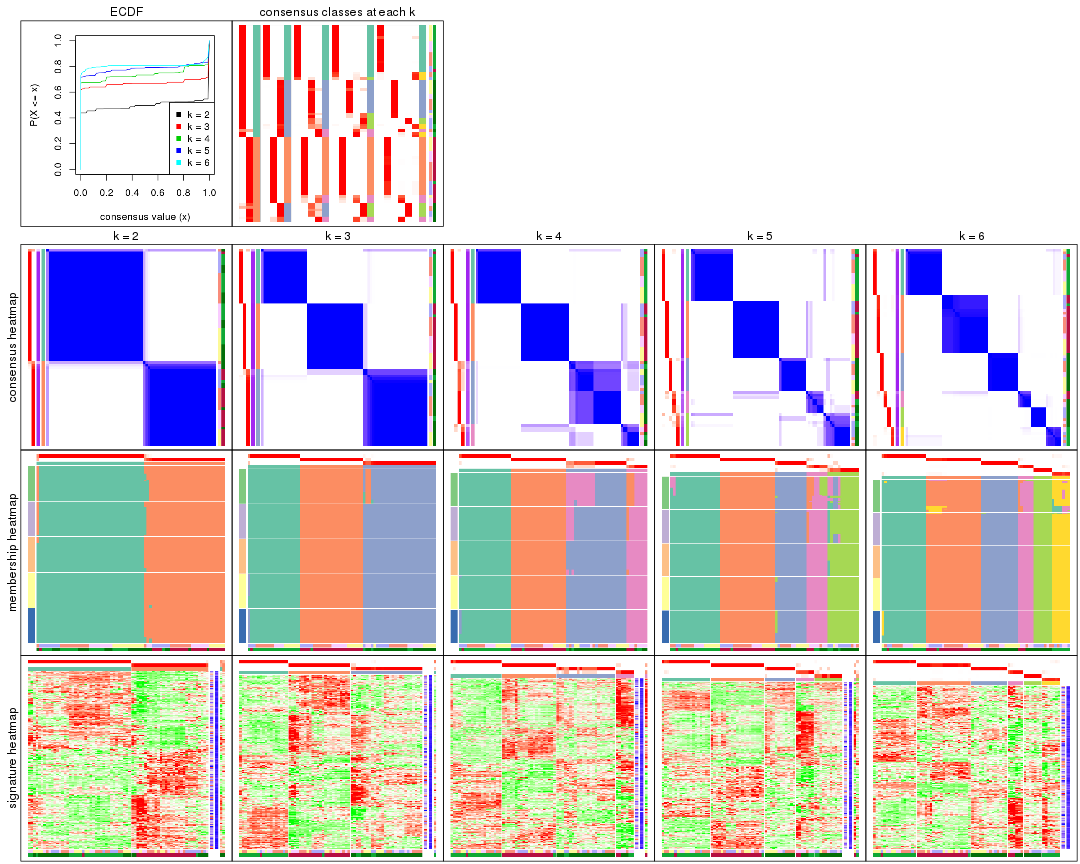 ECDF
consensus classes at each k
P(X <= x)
1.0
0.8
0.6
0.4
0.2
0.0
k = 2
k = 3
k = 4
k = 5
k = 6
0.0 0.2 0.4 0.6 0.8 1.0
consensus value (x)
k = 2
k = 3
k = 4
k = 5
k = 6
consensus heatmap
membership heatmap
signature heatmap